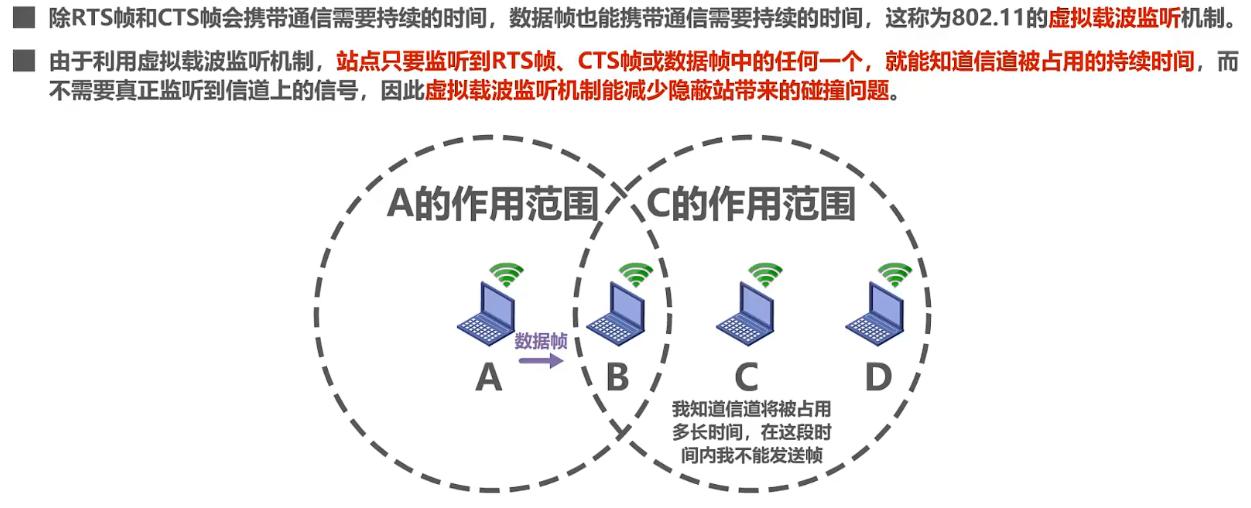 除RTS帧和CTS帧会携带通信需要持续的时间，数据帧也能携带通信需要持续的时间，这称为802.11的虚拟载波监听机制。
由于利用虚拟载波监听机制，站点只要监听到RTS帧、CTS帧或数据帧中的任何一个，就能知道信道被占用的持续时间，而
不需要真正监听到信道上的信号，因此虚拟载波监听机制能减少隐蔽站带来的碰撞问题。
A的作用范围
C的作用范围
数据帧
A
B
C
D
我知道信道将被占用
多长时间，在这段时
间内我不能发送帧